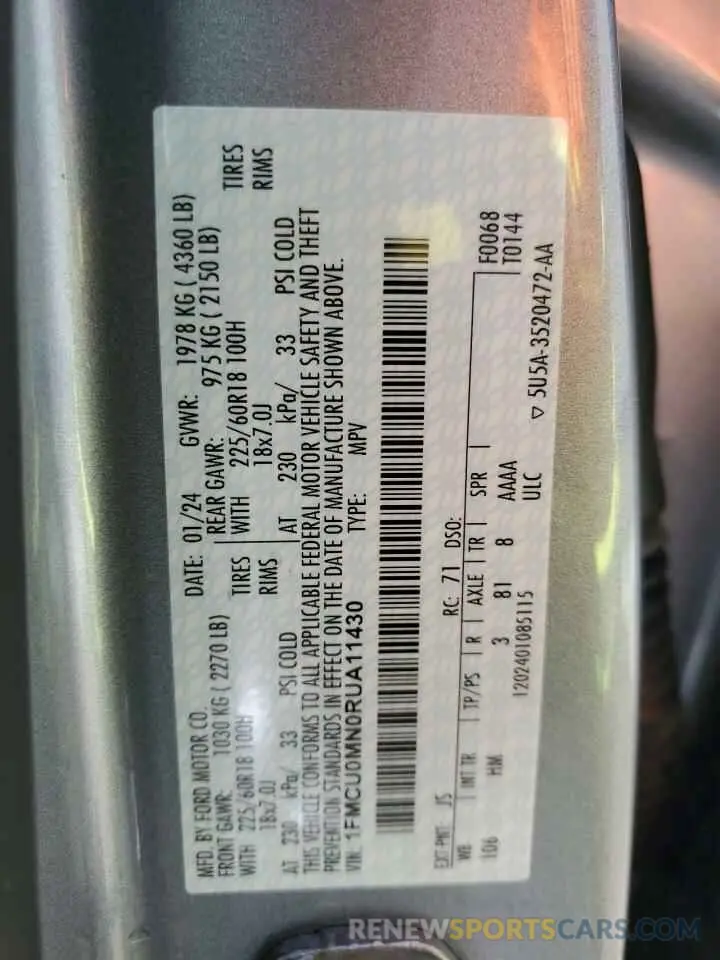 MFD. BY FORD MOTOR CO. DATE: 01/24 GVWR: 1978 KG ( 4360 LB)
FRONT GAWR: 1030 KG ( 2270 LB) REAR GAWR: 975 KG ( 2150 LB)
WITH 225/60R18 100H TIRES WITH 225/60R18 100H TIRES
18x7.0J RIMS 18x7.0J RIMS
AT 230 kPa/ 33 PSI COLD AT 230 kPa/ 33 PSI COLD
THIS VEHICLE CONFORMS TO ALL APPLICABLE FEDERAL MOTOR VEHICLE SAFETY AND THEFT
PREVENTION STANDARDS IN EFFECT ON THE DATE OF MANUFACTURE SHOWN ABOVE.
VIN: 1FMCU0MN0RUA11430 TYPE: MPV
EXT PNT: JS RC: 71 DSO: F0068
WB INT TR TP/PS R AXLE TR SPR T0144
106 HM 3 81 8 AAAA
1202401085115 ULC
▽ 5U5A-3520472-AA
RENEWSPORTSCARS.COM